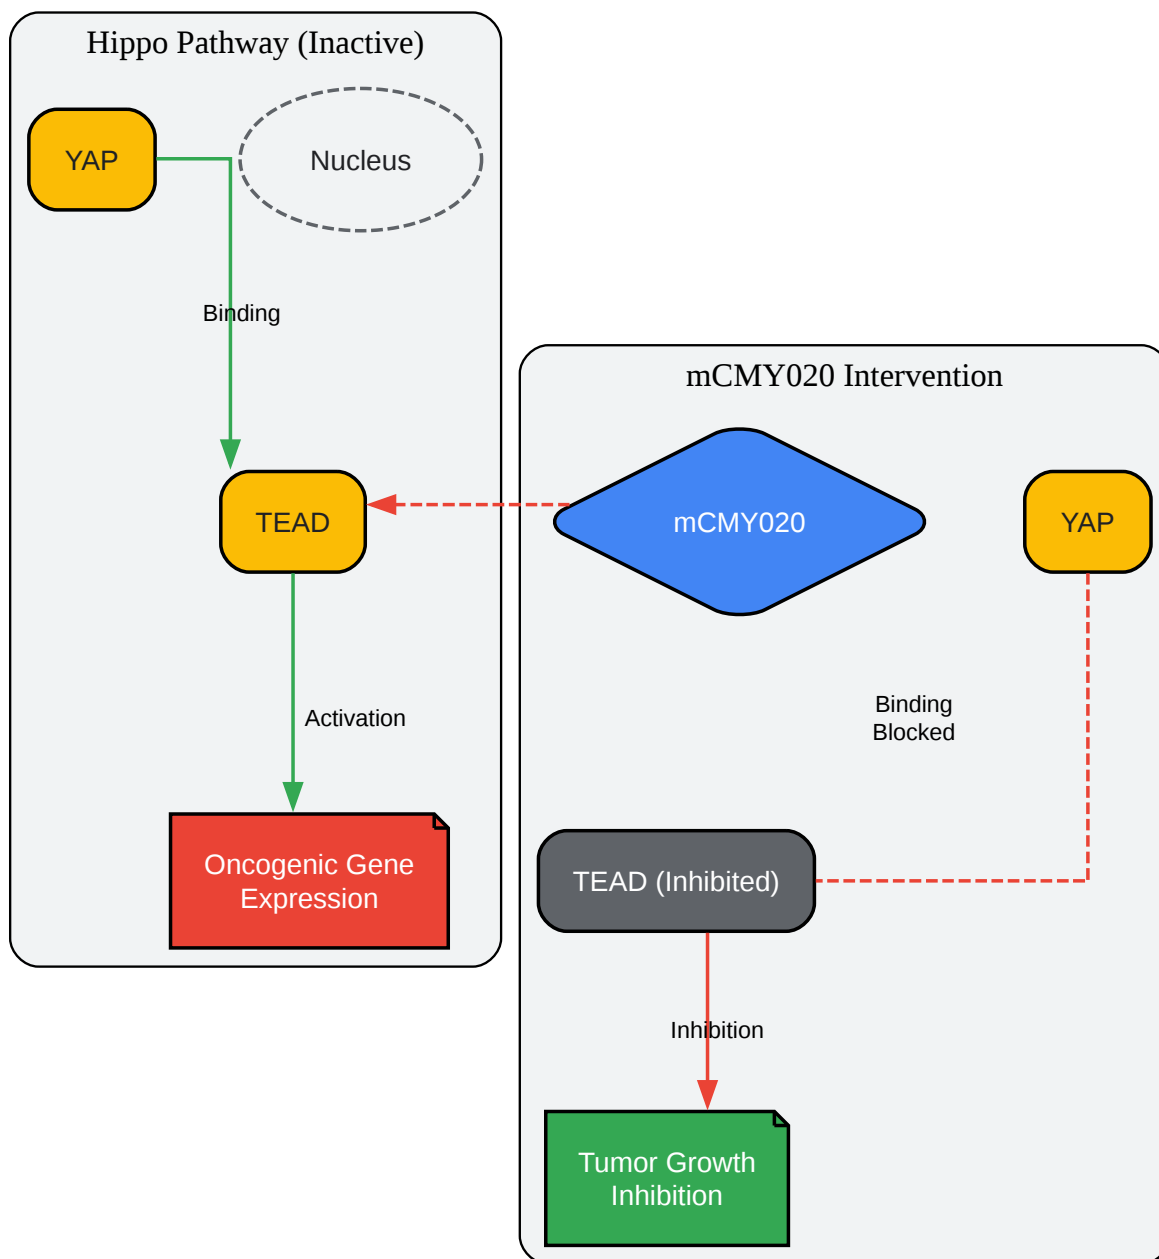 Hippo Pathway (Inactive)
YAP
Nucleus
Binding
TEAD
Activation
Oncogenic Gene
Expression
mCMY020 Intervention
mCMY020
YAP
Binding
Blocked
TEAD (Inhibited)
Inhibition
Tumor Growth
Inhibition